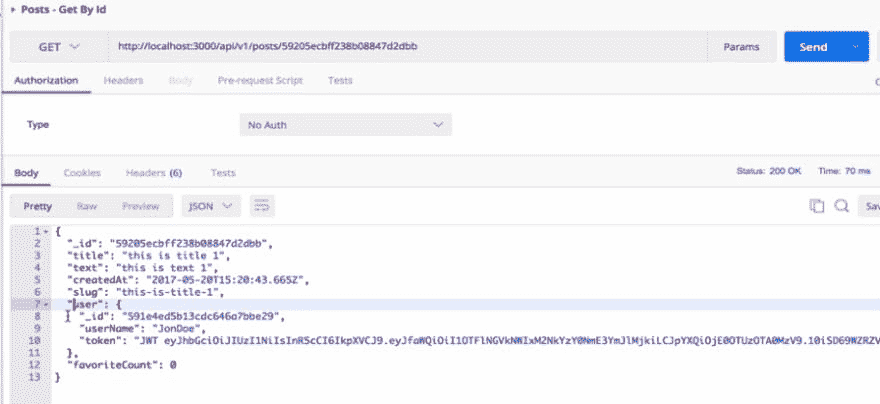 Posts - Get By Id
GET http://localhost:3000/api/v1/posts/59205ecbff238b08847d2dbb Params Send
Authorization Headers Body Pre-request Script Tests
Type No Auth
Body Cookies Headers (6) Tests Status: 200 OK Time: 70 ms
Pretty Raw Preview JSON Sav
1 {
2 "_id": "59205ecbff238b08847d2dbb",
3 "title": "this is title 1",
4 "text": "this is text 1",
5 "createdAt": "2017-05-20T15:20:43.665Z",
6 "slug": "this-is-title-1",
7 "user": {
8 "_id": "591e4ed5b13cdc646a7bbe29",
9 "userName": "JonDoe",
10 "token": "JWT
11 },
12 "favoriteCount": 0
13 }